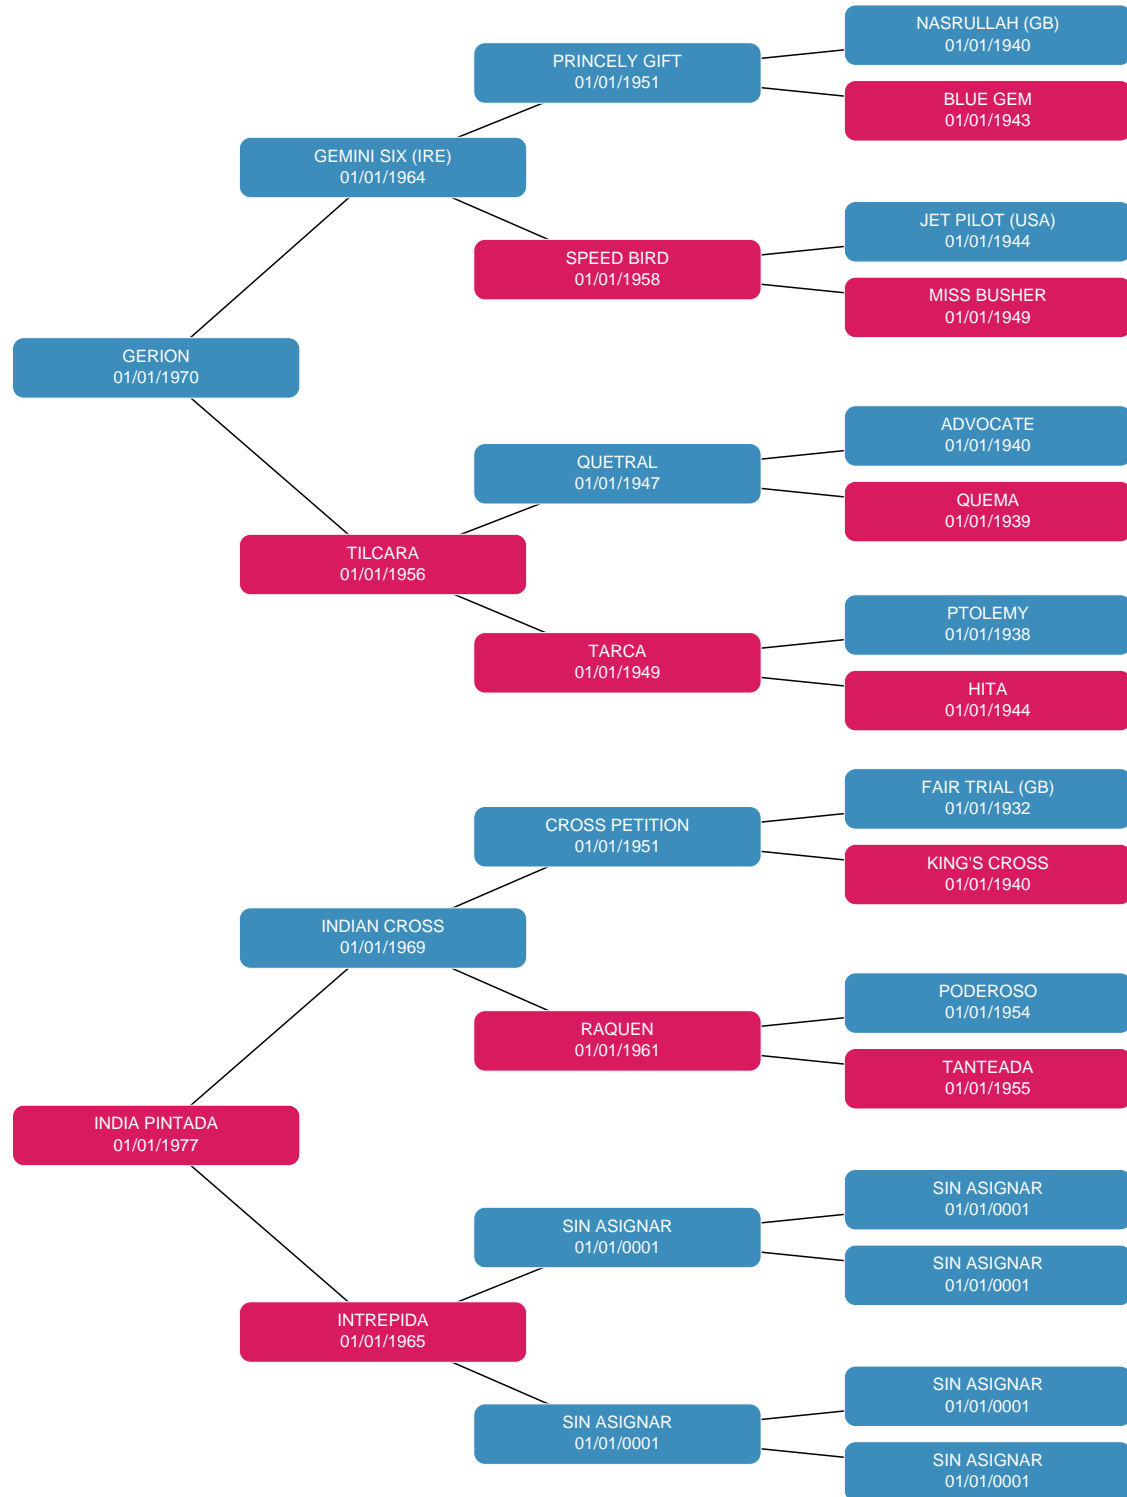 NASRULLAH (GB)
01/01/1940
PRINCELY GIFT
01/01/1951
BLUE GEM
01/01/1943
GEMINI SIX (IRE)
01/01/1964
JET PILOT (USA)
01/01/1944
SPEED BIRD
01/01/1958
MISS BUSHER
01/01/1949
GERION
01/01/1970
ADVOCATE
01/01/1940
QUETRAL
01/01/1947
QUEMA
01/01/1939
TILCARA
01/01/1956
PTOLEMY
01/01/1938
TARCA
01/01/1949
HITA
01/01/1944
FAIR TRIAL (GB)
01/01/1932
CROSS PETITION
01/01/1951
KING'S CROSS
01/01/1940
INDIAN CROSS
01/01/1969
PODEROSO
01/01/1954
RAQUEN
01/01/1961
TANTEADA
01/01/1955
INDIA PINTADA
01/01/1977
SIN ASIGNAR
01/01/0001
SIN ASIGNAR
01/01/0001
SIN ASIGNAR
01/01/0001
INTREPIDA
01/01/1965
SIN ASIGNAR
01/01/0001
SIN ASIGNAR
01/01/0001
SIN ASIGNAR
01/01/0001